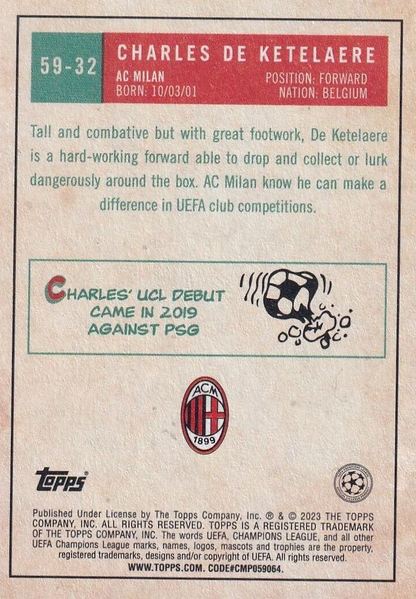 59-32
CHARLES DE KETELAERE
AC MILAN
POSITION: FORWARD
BORN: 10/03/01
NATION: BELGIUM
Tall and combative but with great footwork, De Ketelaere
is a hard-working forward able to drop and collect or lurk
dangerously around the box. AC Milan know he can make a
difference in UEFA club competitions.
CHARLES' UCL DEBUT
CAME IN 2019
AGAINST PSG
ACM
1899
Topps
Published Under License by The Topps Company, Inc. ® & © 2023 THE TOPPS
COMPANY, INC. ALL RIGHTS RESERVED. TOPPS IS A REGISTERED TRADEMARK
OF THE TOPPS COMPANY, INC. The words UEFA, CHAMPIONS LEAGUE, and all other
UEFA Champions League marks, names, logos, mascots and trophies are the property,
registered trademarks, designs and/or copyright of UEFA. All rights reserved.
WWW.TOPPS.COM. CODE#CMP059064.